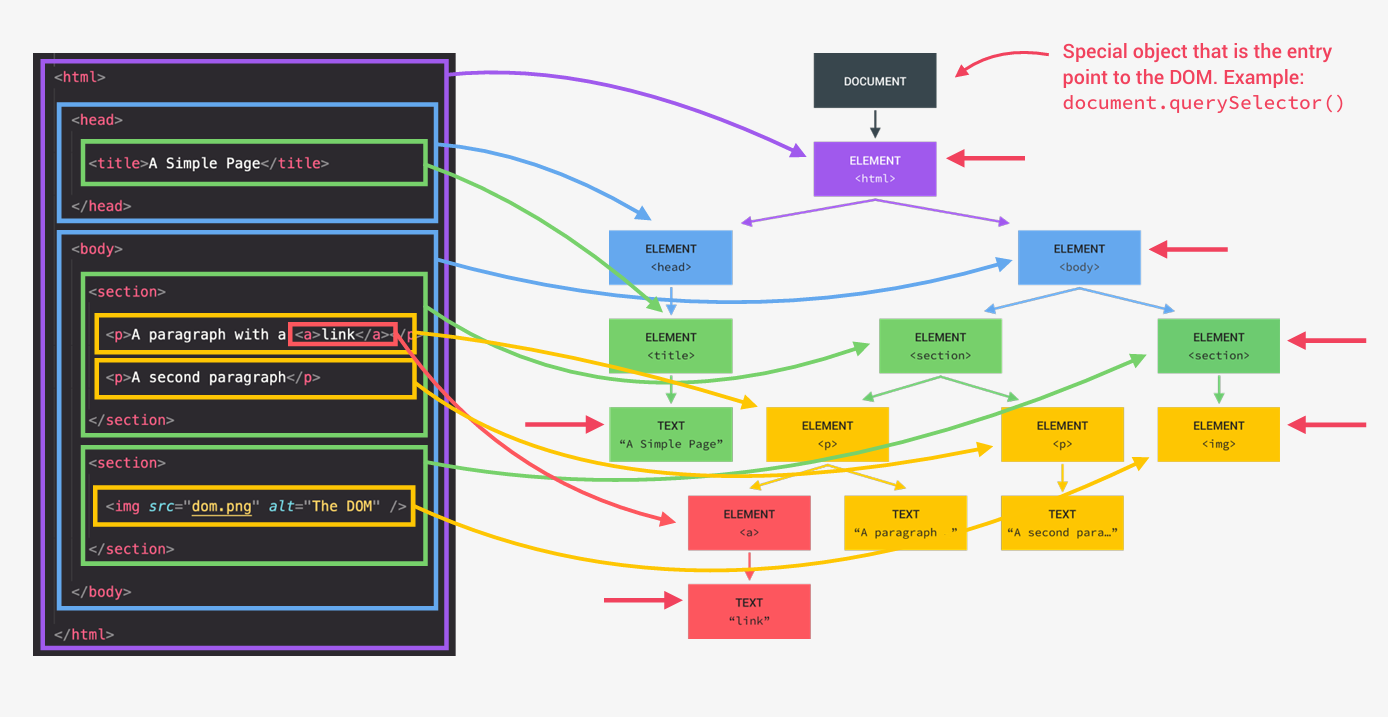 <html>
<head>
<title>A Simple Page</title>
</head>
<body>
<section>
<p>A paragraph with a <a>link</a></p
<p>A second paragraph</p>
</section>
<section>
<img src="dom.png" alt="The DOM" />
</section>
</body>
</html>
DOCUMENT
Special object that is the entry
point to the DOM. Example:
document.querySelector()
ELEMENT
<html>
ELEMENT
<head>
ELEMENT
<body>
ELEMENT
<title>
ELEMENT
<section>
ELEMENT
<section>
TEXT
“A Simple Page”
ELEMENT
<p>
ELEMENT
<p>
ELEMENT
<img>
ELEMENT
<a>
TEXT
“A paragraph ”
TEXT
“A second para…”
TEXT
“link”